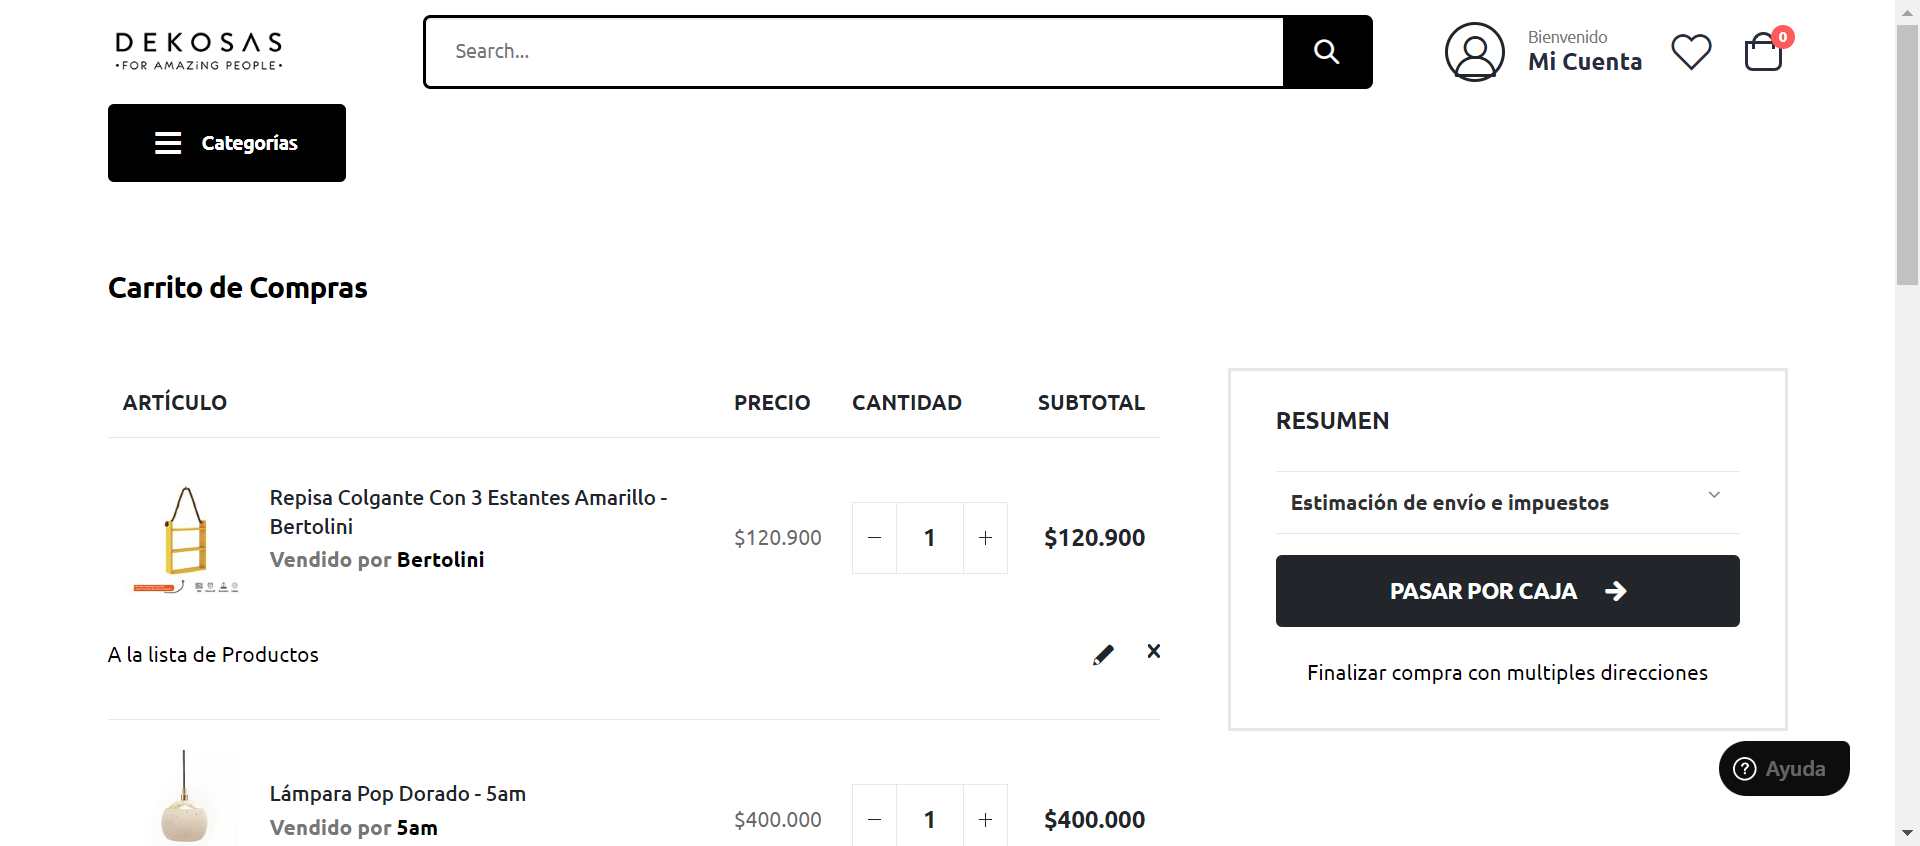 DEKOSAS
•FOR AMAZiNG PEOPLE•
Search...
Bienvenido
Mi Cuenta
0
Categorías
Carrito de Compras
ARTÍCULO PRECIO CANTIDAD SUBTOTAL
Repisa Colgante Con 3 Estantes Amarillo -
Bertolini
Vendido por Bertolini
$120.900 − 1 + $120.900
A la lista de Productos
Lámpara Pop Dorado - 5am
Vendido por 5am
$400.000 − 1 + $400.000
RESUMEN
Estimación de envío e impuestos
PASAR POR CAJA
Finalizar compra con multiples direcciones
Ayuda